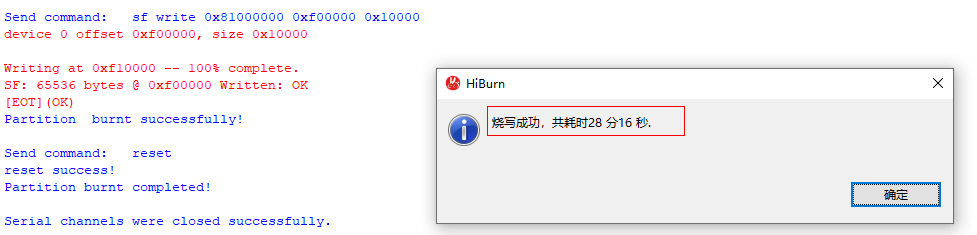 Send command:   sf write 0x81000000 0xf00000 0x10000
device 0 offset 0xf00000, size 0x10000
Writing at 0xf10000 -- 100% complete.
SF: 65536 bytes @ 0xf00000 Written: OK
[EOT](OK)
Partition  burnt successfully!
Send command:   reset
reset success!
Partition burnt completed!
Serial channels were closed successfully.
HiBurn
烧写成功，共耗时28 分16 秒.
确定